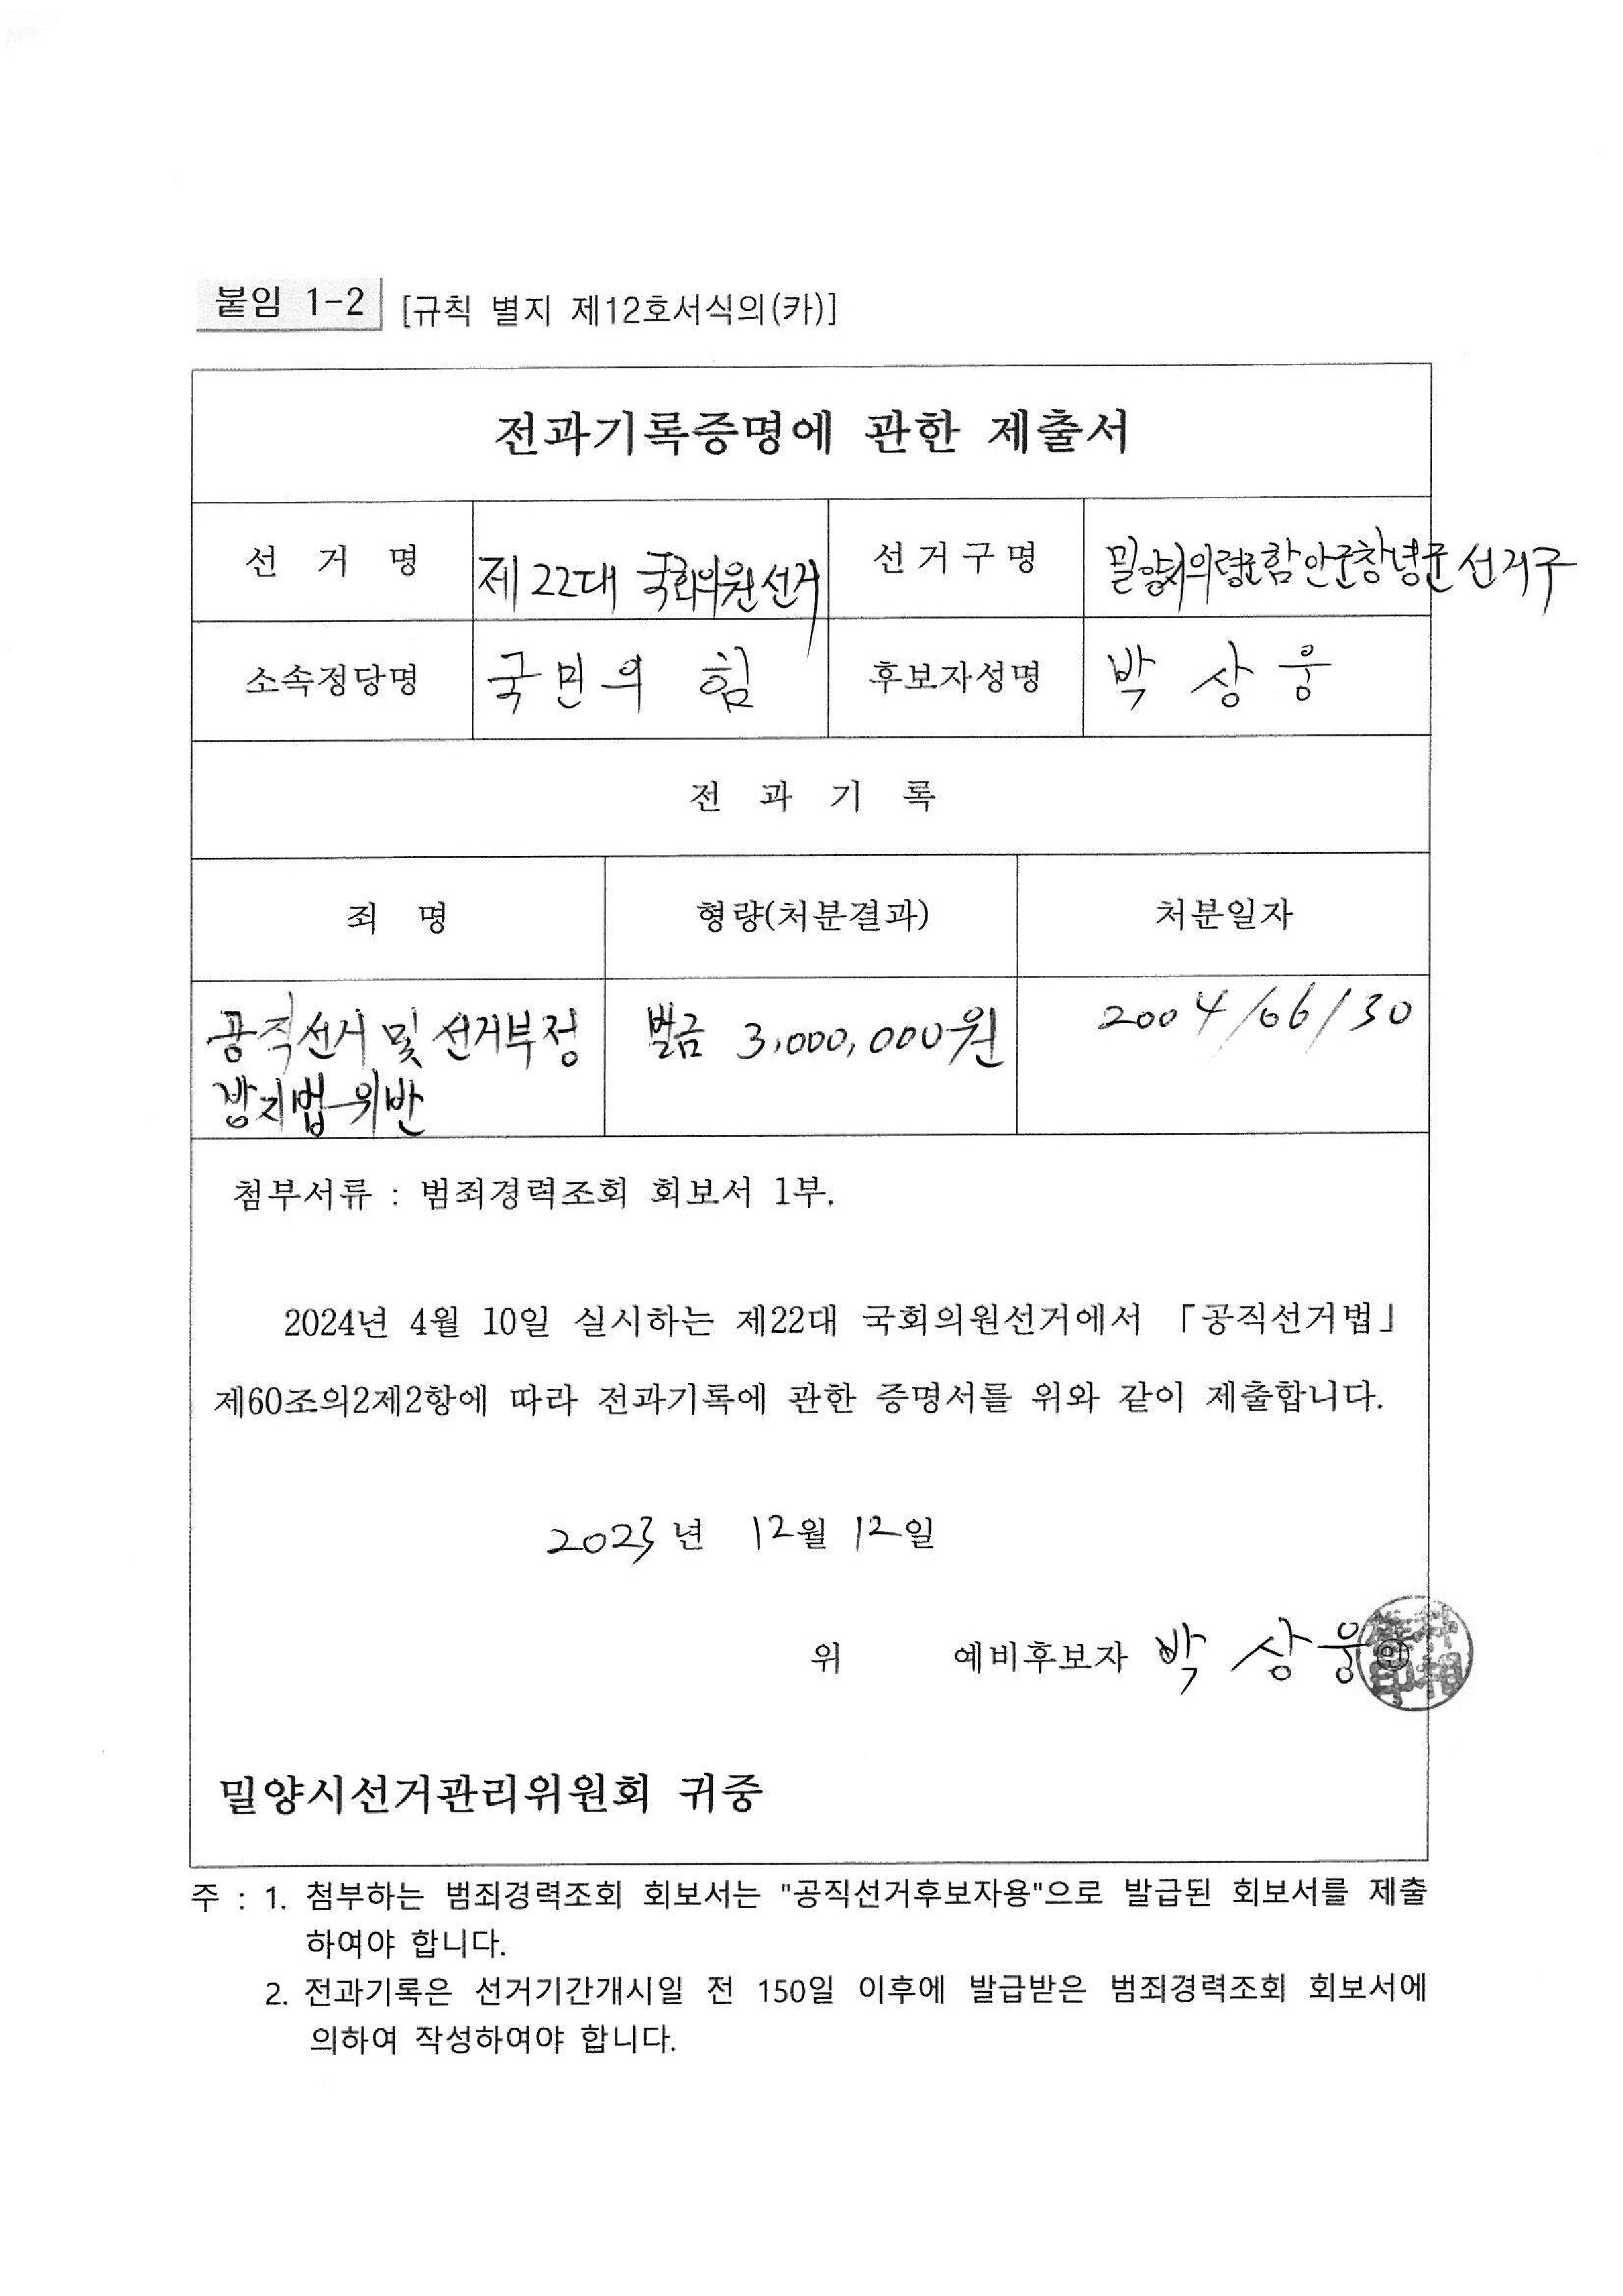 붙임 1-2 [규칙 별지 제12호서식의(카)]
전과기록증명에 관한 제출서
선 거 명 제22대 국회의원선거 선거구명 밀양시의령군함안군창녕군선거구
소속정당명 국민의 힘 후보자성명 박 상 웅
전 과 기 록
죄 명 형량(처분결과) 처분일자
공직선거 및 선거부정 벌금 3,000,000원 2004/06/30
방지법위반
첨부서류 : 범죄경력조회 회보서 1부.
2024년 4월 10일 실시하는 제22대 국회의원선거에서 「공직선거법」
제60조의2제2항에 따라 전과기록에 관한 증명서를 위와 같이 제출합니다.
2023년 12월 12일
위 예비후보자 박 상 웅 ㊞
밀양시선거관리위원회 귀중
주 : 1. 첨부하는 범죄경력조회 회보서는 "공직선거후보자용"으로 발급된 회보서를 제출
하여야 합니다.
2. 전과기록은 선거기간개시일 전 150일 이후에 발급받은 범죄경력조회 회보서에
의하여 작성하여야 합니다.